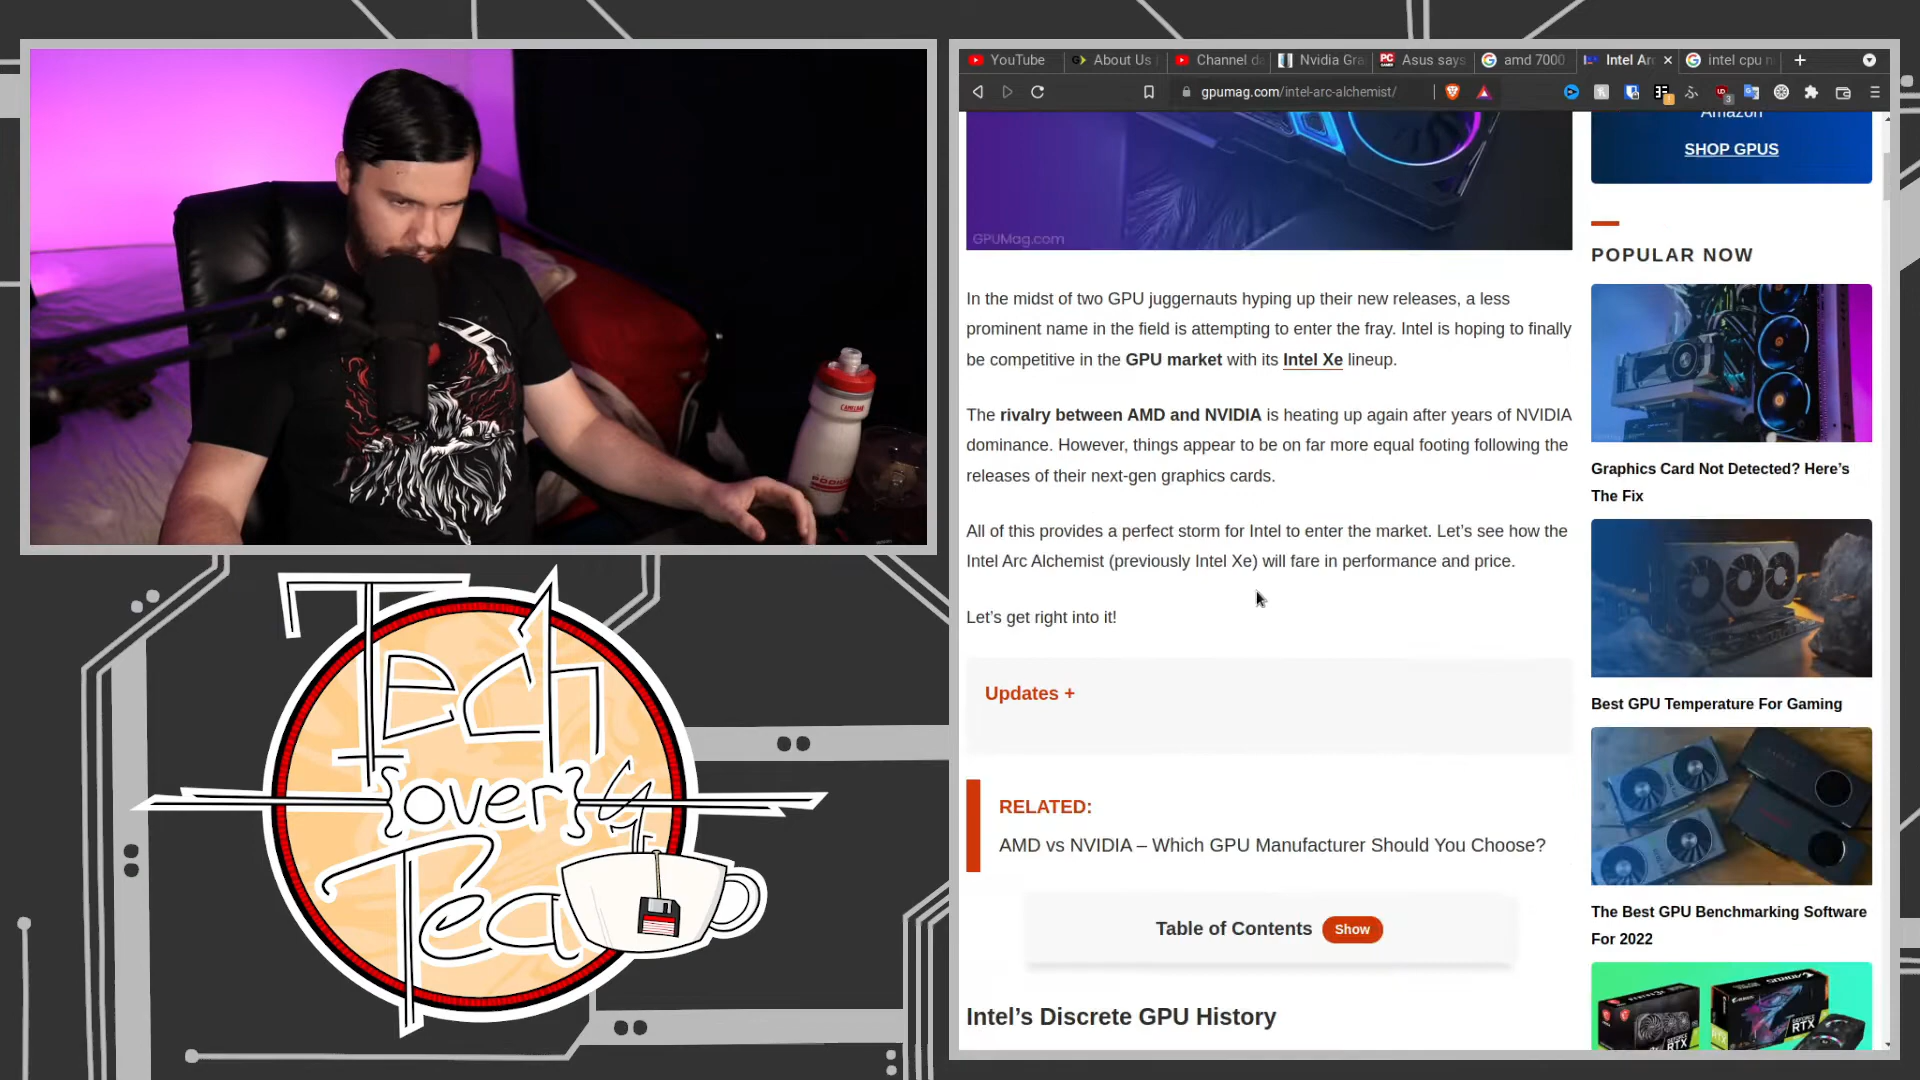 YouTube
About Us
Channel da
Nvidia Gra
PC
Asus says
amd 7000
Intel Arc
intel cpu n
gpumag.com/intel-arc-alchemist/
Amazon
SHOP GPUS
GPUMag.com
In the midst of two GPU juggernauts hyping up their new releases, a less
prominent name in the field is attempting to enter the fray. Intel is hoping to finally
be competitive in the GPU market with its Intel Xe lineup.
The rivalry between AMD and NVIDIA is heating up again after years of NVIDIA
dominance. However, things appear to be on far more equal footing following the
releases of their next-gen graphics cards.
All of this provides a perfect storm for Intel to enter the market. Let’s see how the
Intel Arc Alchemist (previously Intel Xe) will fare in performance and price.
Let’s get right into it!
Updates +
RELATED:
AMD vs NVIDIA – Which GPU Manufacturer Should You Choose?
Table of Contents Show
Intel’s Discrete GPU History
POPULAR NOW
Graphics Card Not Detected? Here’s
The Fix
Best GPU Temperature For Gaming
The Best GPU Benchmarking Software
For 2022
RTX
RTX
CAMELBAK
PODIUM
Tech
{over}
Tea